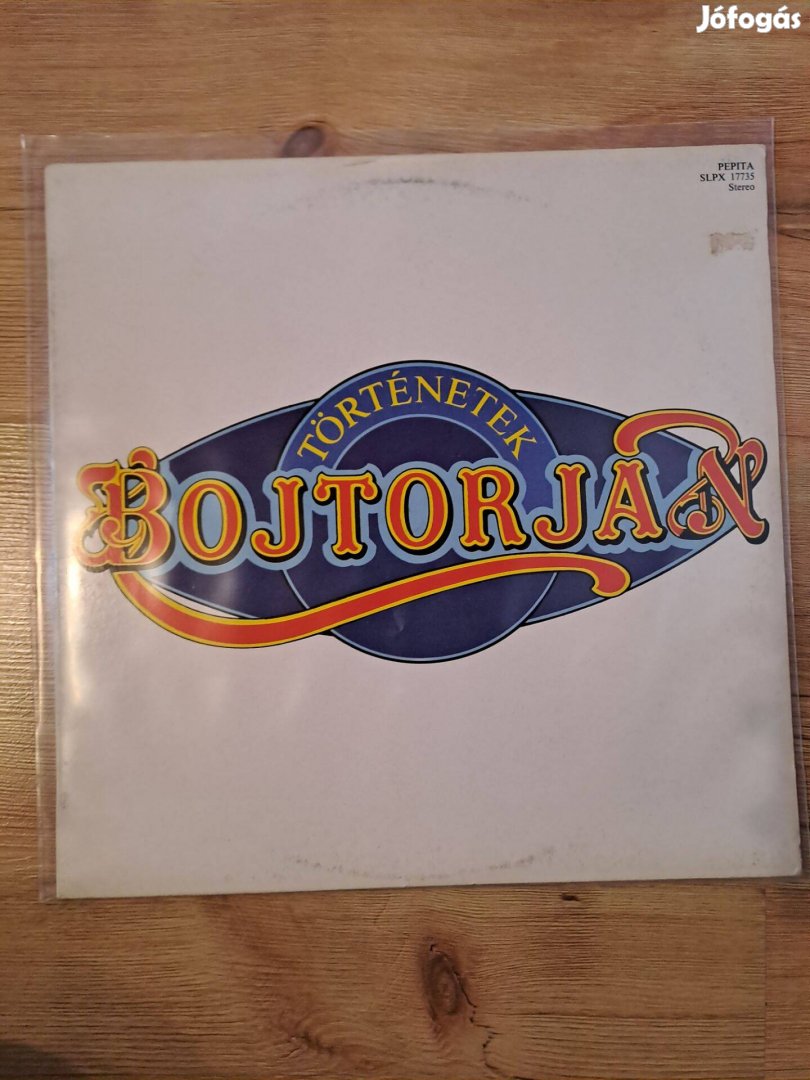 Jófogás
PEPITA
SLPX 17735
Stereo
TÖRTÉNETEK
BOJTORJÁN